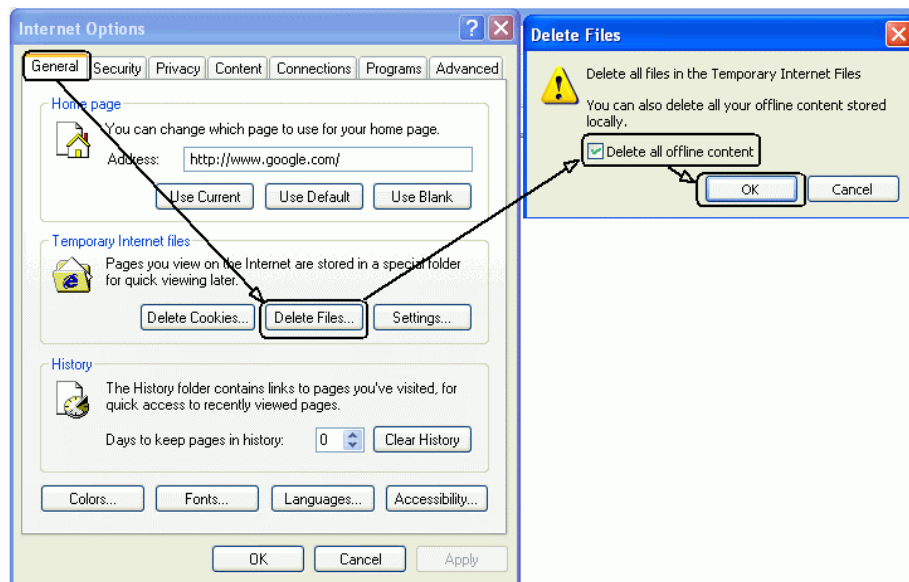 Internet Options
General Security Privacy Content Connections Programs Advanced
Home page
You can change which page to use for your home page.
Address: http://www.google.com/
Use Current Use Default Use Blank
Temporary Internet files
Pages you view on the Internet are stored in a special folder
for quick viewing later.
Delete Cookies... Delete Files... Settings...
History
The History folder contains links to pages you've visited, for
quick access to recently viewed pages.
Days to keep pages in history: 0 Clear History
Colors... Fonts... Languages... Accessibility...
OK Cancel Apply
Delete Files
Delete all files in the Temporary Internet Files
You can also delete all your offline content stored
locally.
Delete all offline content
OK Cancel